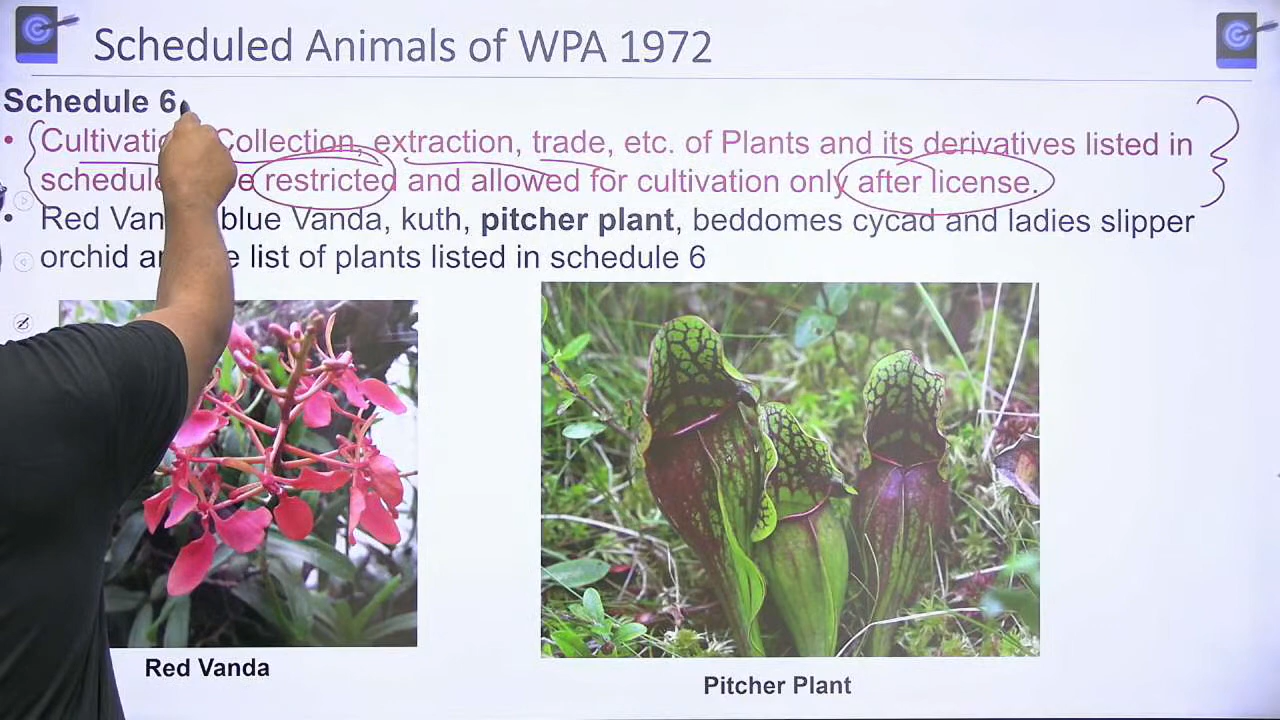 Scheduled Animals of WPA 1972
Schedule 6
• Cultivati Collection, extraction, trade, etc. of Plants and its derivatives listed in
schedule e restricted and allowed for cultivation only after license.
• Red Van blue Vanda, kuth, pitcher plant, beddomes cycad and ladies slipper
orchid a e list of plants listed in schedule 6
Red Vanda
Pitcher Plant